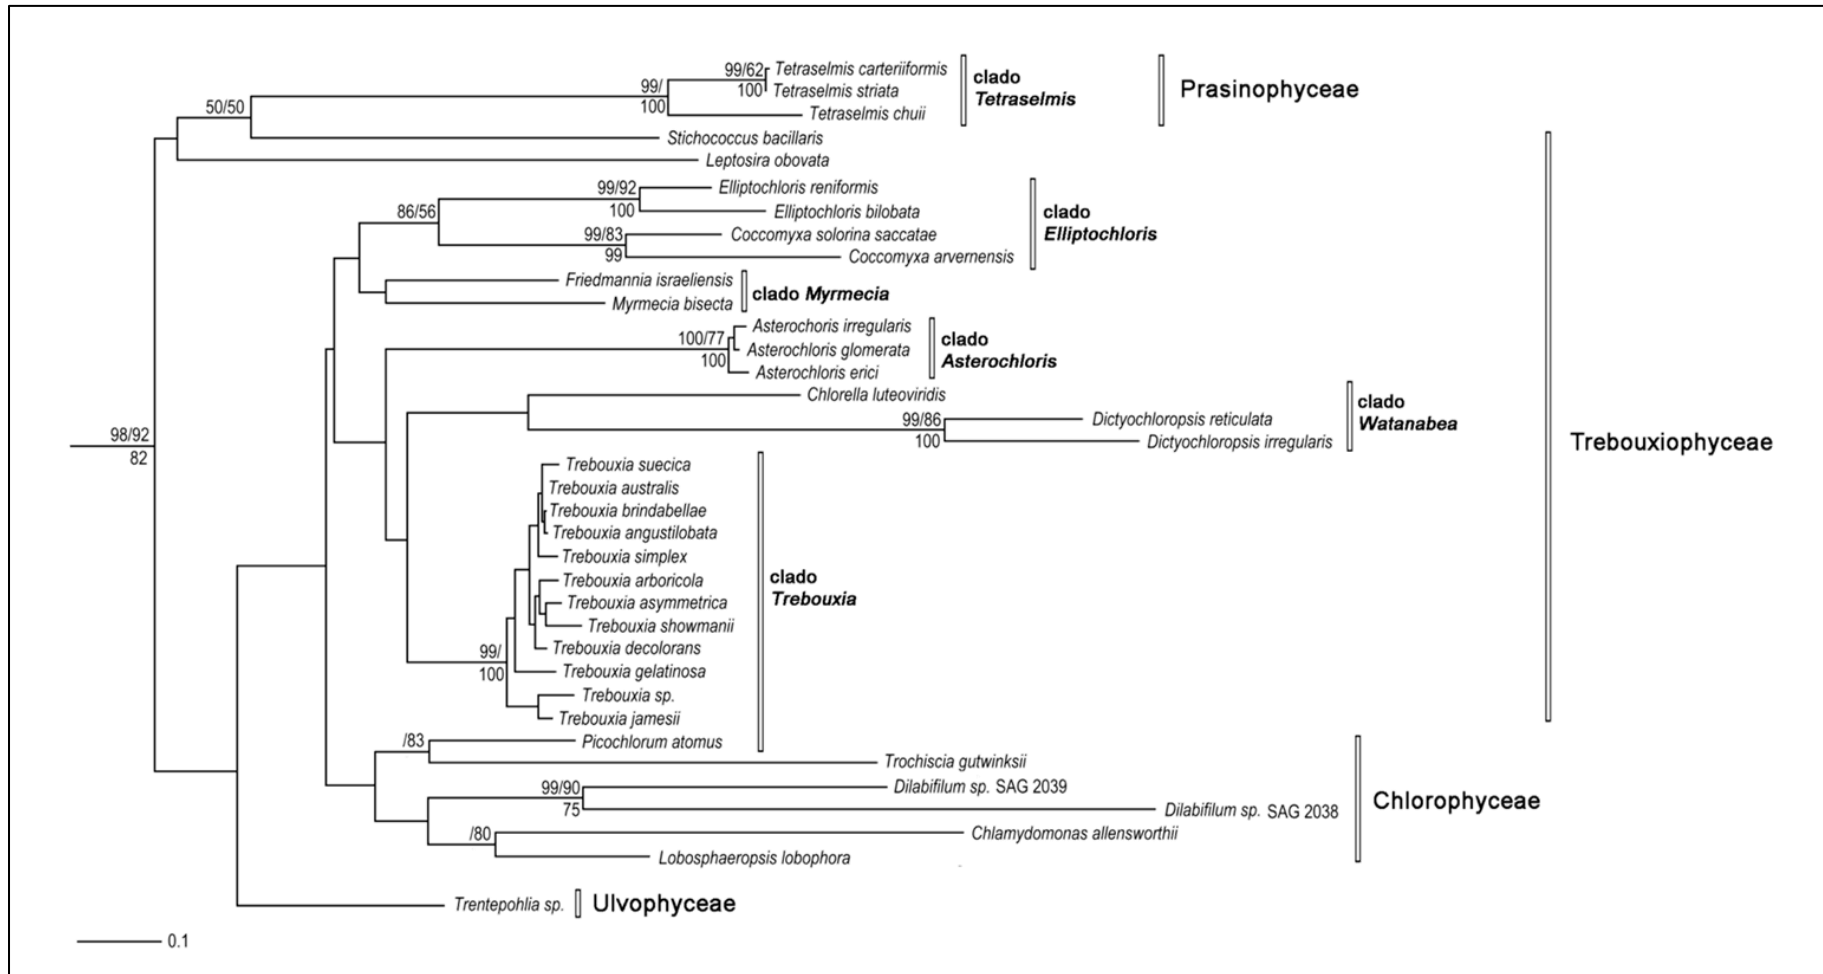 99/62
Tetraselmis carteriiformis
100
Tetraselmis striata
99/
100
Tetraselmis chuii
clado
Tetraselmis
Prasinophyceae
50/50
Stichococcus bacillaris
Leptosira obovata
99/92
100
Elliptochloris reniformis
Elliptochloris bilobata
86/56
99/83
99
Coccomyxa solorina saccatae
Coccomyxa arvernensis
clado
Elliptochloris
Friedmannia israeliensis
Myrmecia bisecta
clado Myrmecia
100/77
100
Asterochoris irregularis
Asterochloris glomerata
Asterochloris erici
clado
Asterochloris
Chlorella luteoviridis
99/86
100
Dictyochloropsis reticulata
Dictyochloropsis irregularis
clado
Watanabea
98/92
82
Trebouxiophyceae
Trebouxia suecica
Trebouxia australis
Trebouxia brindabellae
Trebouxia angustilobata
Trebouxia simplex
Trebouxia arboricola
Trebouxia asymmetrica
Trebouxia showmanii
Trebouxia decolorans
99/
100
Trebouxia gelatinosa
Trebouxia sp.
Trebouxia jamesii
clado
Trebouxia
/83
Picochlorum atomus
Trochiscia gutwinksii
99/90
75
Dilabifilum sp. SAG 2039
Dilabifilum sp. SAG 2038
/80
Chlamydomonas allensworthii
Lobosphaeropsis lobophora
Chlorophyceae
Trentepohlia sp.
Ulvophyceae
0.1